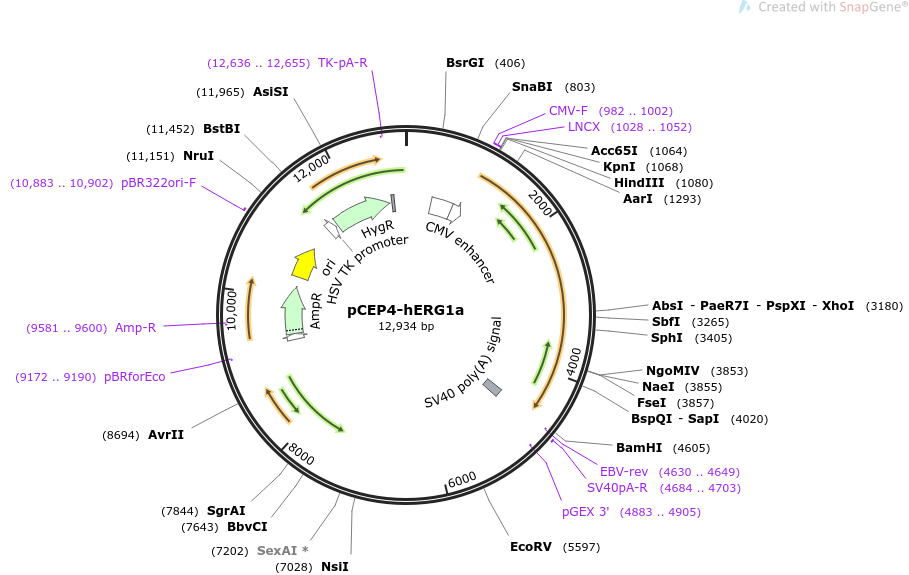 Created with SnapGene®
(12,636 .. 12,655) TK-pA-R
BsrGI (406)
(11,965) AsiSI
SnaBI (803)
CMV-F (982 .. 1002)
LNCX (1028 .. 1052)
(11,452) BstBI
Acc65I (1064)
(11,151) NruI
KpnI (1068)
(10,883 .. 10,902) pBR322ori-F
HindIII (1080)
AarI (1293)
12,000
2000
HygR
CMV enhancer
HSV TK promoter
ori
AmpR
10,000
pCEP4-hERG1a
12,934 bp
AbsI - PaeR7I - PspXI - XhoI (3180)
SbfI (3265)
(9581 .. 9600) Amp-R
SphI (3405)
SV40 poly(A) signal
4000
NgoMIV (3853)
(9172 .. 9190) pBRforEco
NaeI (3855)
FseI (3857)
BspQI - SapI (4020)
(8694) AvrII
BamHI (4605)
8000
6000
EBV-rev (4630 .. 4649)
SV40pA-R (4684 .. 4703)
(7844) SgrAI
pGEX 3' (4883 .. 4905)
(7643) BbvCI
(7202) SexAI *
EcoRV (5597)
(7028) NsiI